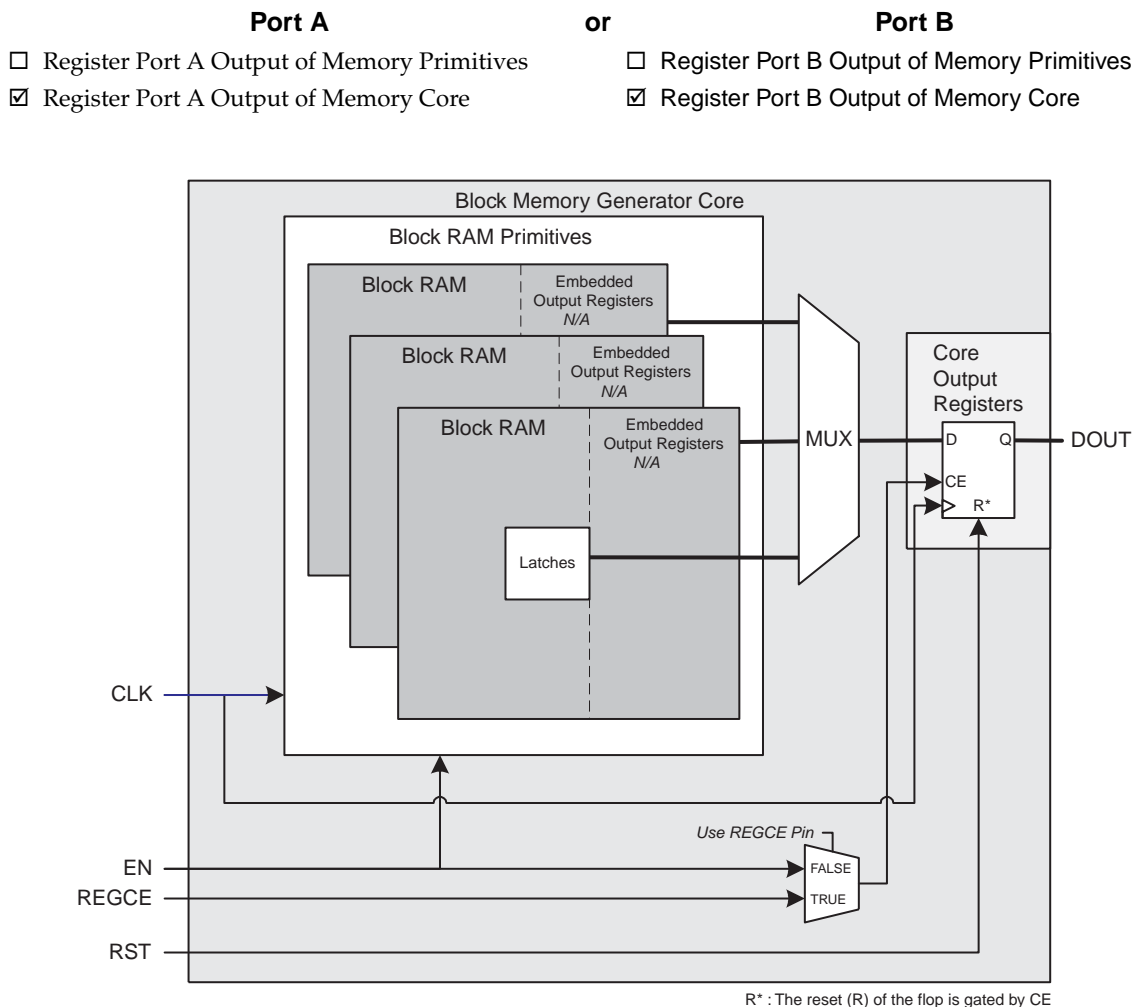 Port A or Port B
☐ Register Port A Output of Memory Primitives
☑ Register Port A Output of Memory Core
☐ Register Port B Output of Memory Primitives
☑ Register Port B Output of Memory Core
Block Memory Generator Core
Block RAM Primitives
Block RAM
Embedded
Output Registers
N/A
Block RAM
Embedded
Output Registers
N/A
Block RAM
Embedded
Output Registers
N/A
Latches
MUX
Core
Output
Registers
D Q
CE
R*
DOUT
CLK
Use REGCE Pin
EN
REGCE
FALSE
TRUE
RST
R* : The reset (R) of the flop is gated by CE